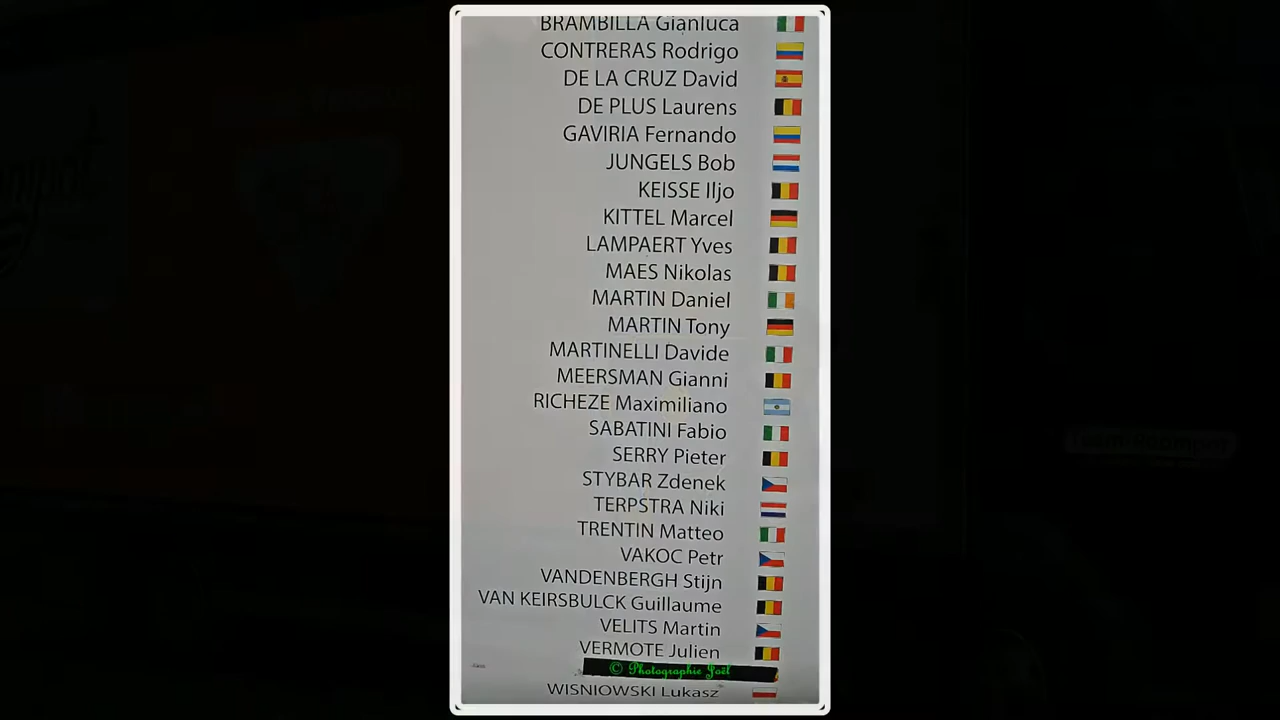 BRAMBILLA Gianluca
CONTRERAS Rodrigo
DE LA CRUZ David
DE PLUS Laurens
GAVIRIA Fernando
JUNGELS Bob
KEISSE Iljo
KITTEL Marcel
LAMPAERT Yves
MAES Nikolas
MARTIN Daniel
MARTIN Tony
MARTINELLI Davide
MEERSMAN Gianni
RICHEZE Maximiliano
SABATINI Fabio
SERRY Pieter
STYBAR Zdenek
TERPSTRA Niki
TRENTIN Matteo
VAKOC Petr
VANDENBERGH Stijn
VAN KEIRSBULCK Guillaume
VELITS Martin
VERMOTE Julien
© Photographie Joël
WISNIOWSKI Lukasz